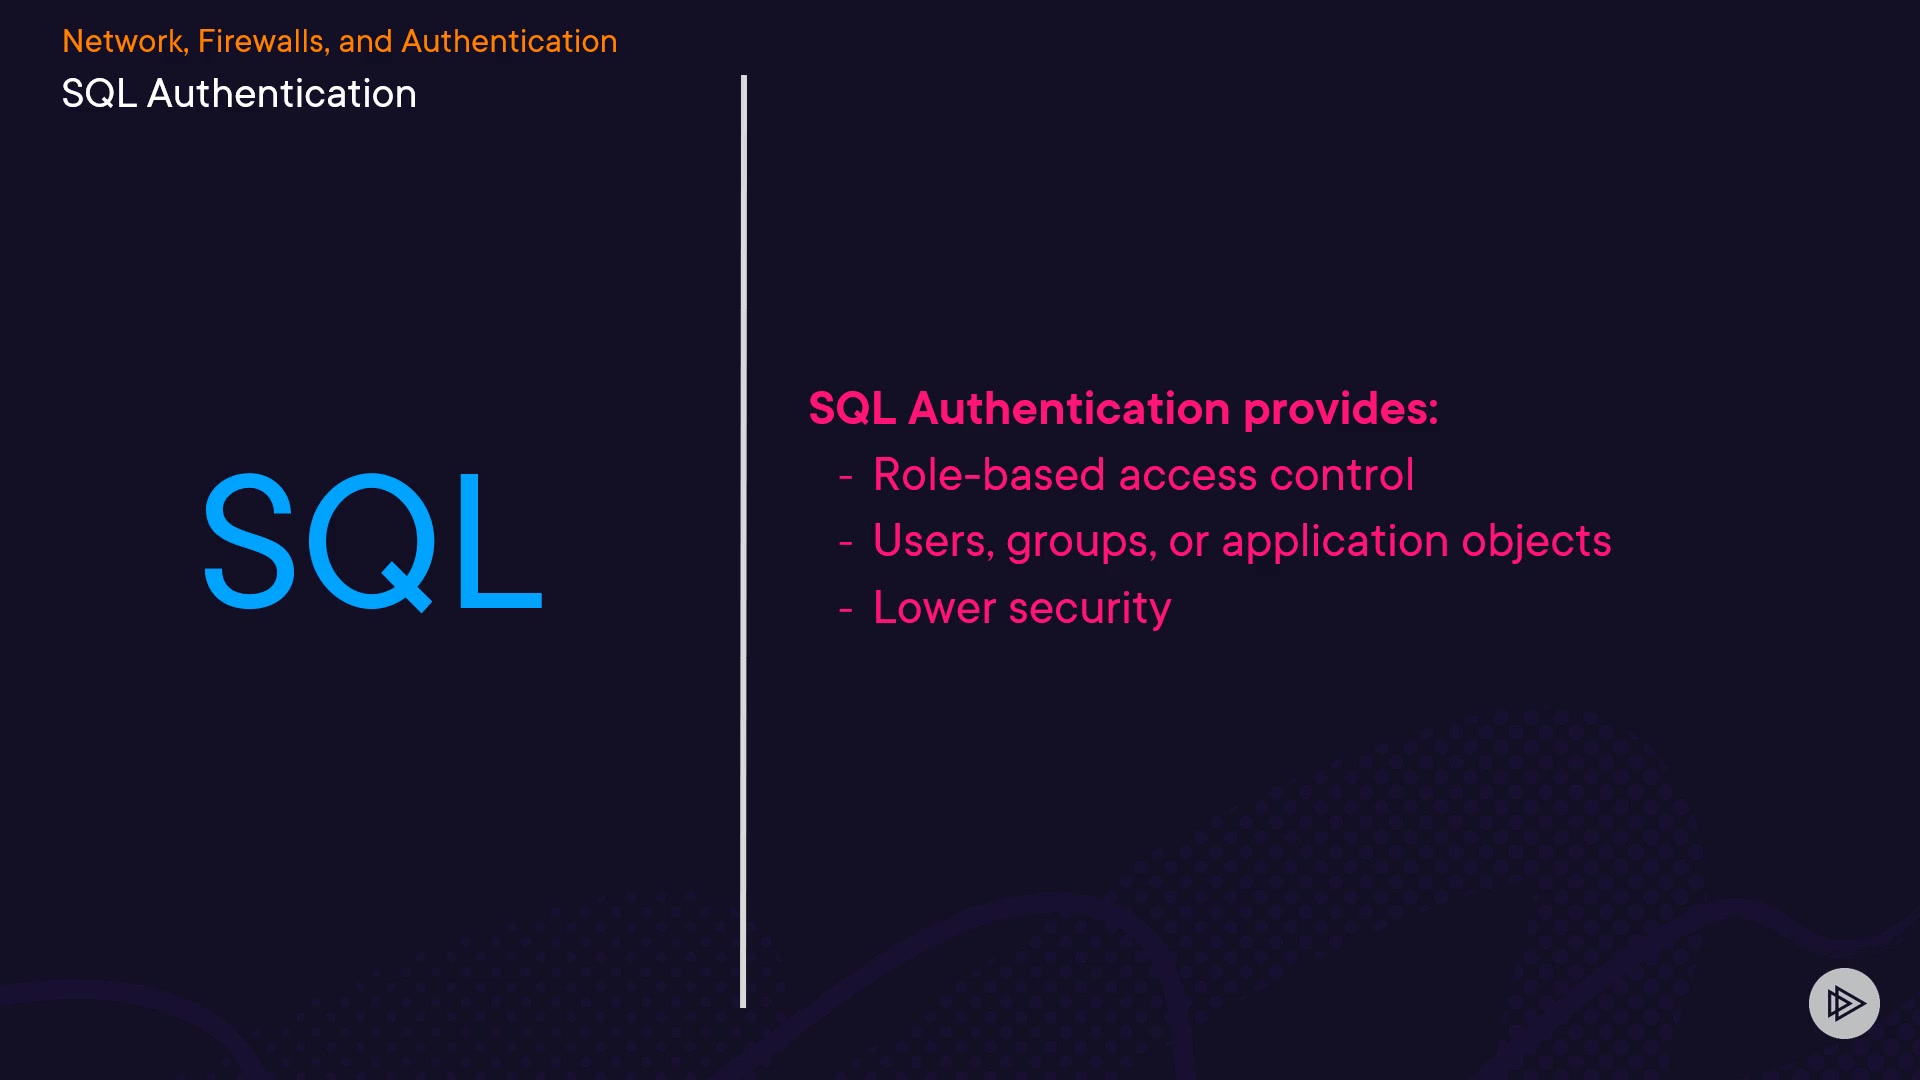 Network, Firewalls, and Authentication
SQL Authentication
SQL
SQL Authentication provides:
- Role-based access control
- Users, groups, or application objects
- Lower security